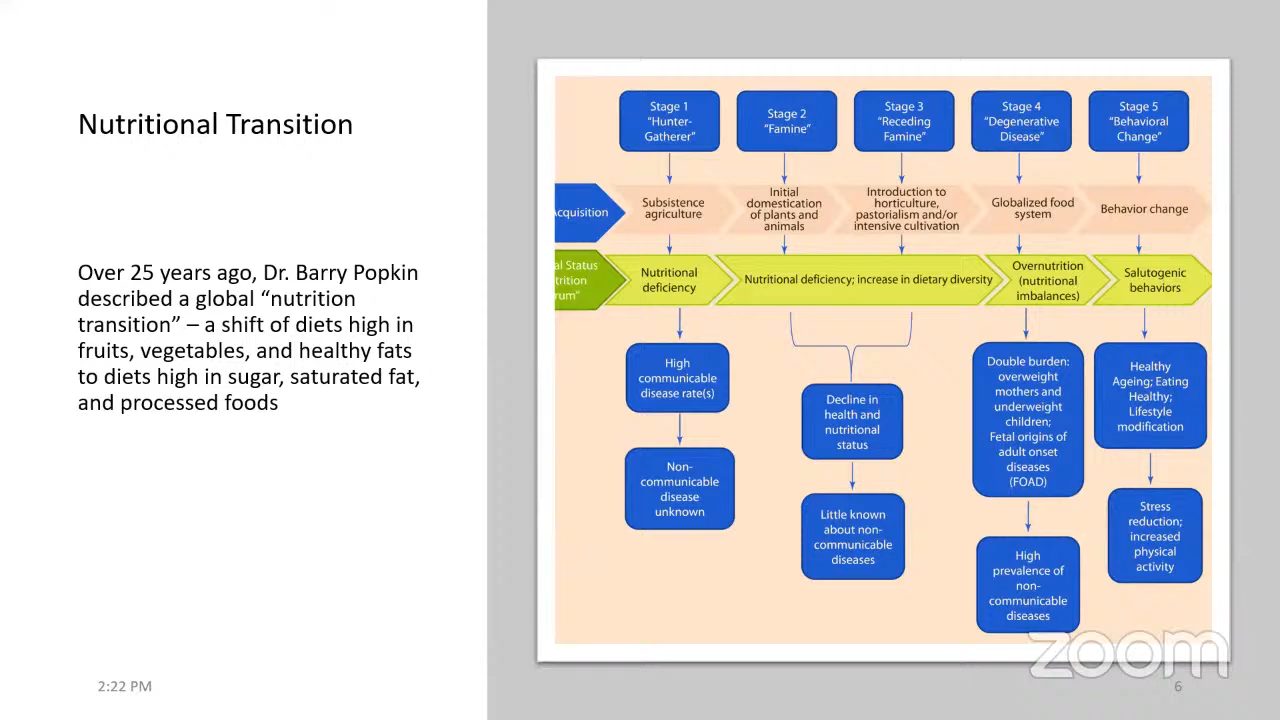 Nutritional Transition
Over 25 years ago, Dr. Barry Popkin
described a global “nutrition
transition” – a shift of diets high in
fruits, vegetables, and healthy fats
to diets high in sugar, saturated fat,
and processed foods
2:22 PM
Stage 1
“Hunter-
Gatherer”
Stage 2
“Famine”
Stage 3
“Receding
Famine”
Stage 4
“Degenerative
Disease”
Stage 5
“Behavioral
Change”
Acquisition
Subsistence
agriculture
Initial
domestication
of plants and
animals
Introduction to
horticulture,
pastorialism and/or
intensive cultivation
Globalized food
system
Behavior change
al Status
trition
rum”
Nutritional
deficiency
Nutritional deficiency; increase in dietary diversity
Overnutrition
(nutritional
imbalances)
Salutogenic
behaviors
High
communicable
disease rate(s)
Non-
communicable
disease
unknown
Decline in
health and
nutritional
status
Little known
about non-
communicable
diseases
Double burden:
overweight
mothers and
underweight
children;
Fetal origins of
adult onset
diseases
(FOAD)
High
prevalence of
non-
communicable
diseases
Healthy
Ageing; Eating
Healthy;
Lifestyle
modification
Stress
reduction;
increased
physical
activity
zoom
6